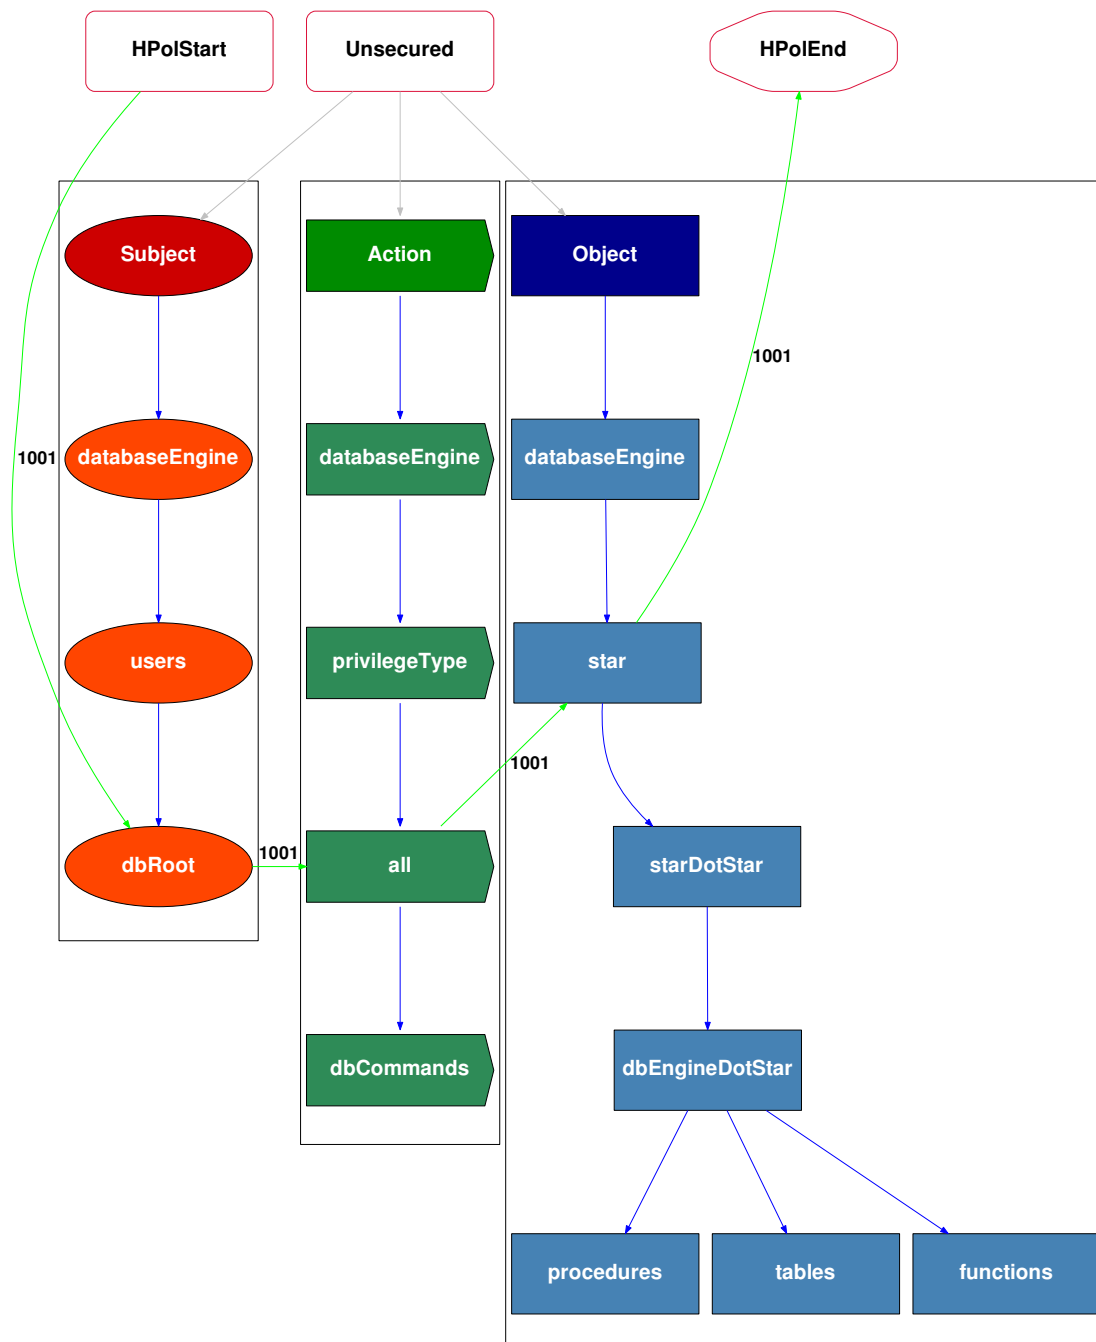 HPolStart
Unsecured
HPolEnd
Subject
Action
Object
1001
1001
databaseEngine
databaseEngine
databaseEngine
users
privilegeType
star
1001
dbRoot
1001
all
starDotStar
dbCommands
dbEngineDotStar
procedures
tables
functions